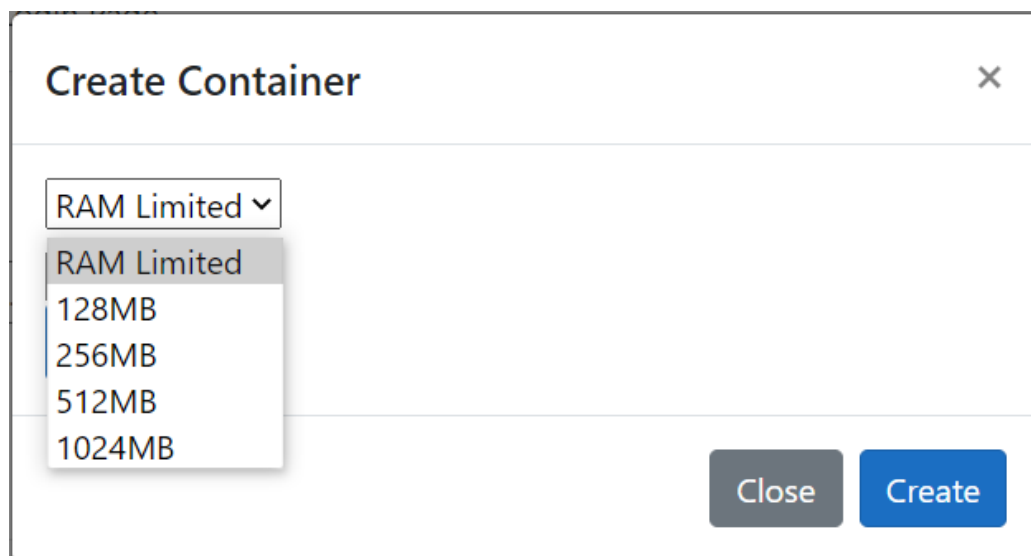 Create Container
×
RAM Limited
RAM Limited
128MB
256MB
512MB
1024MB
Close
Create